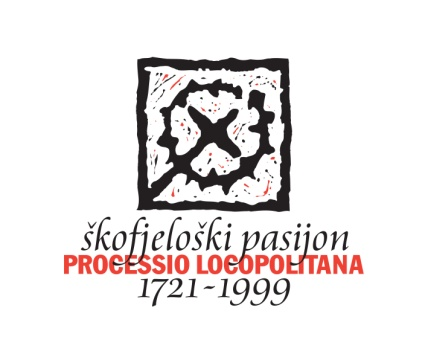 škofjeloški pasijon
PROCESSIO LOCOPOLITANA
1721-1999